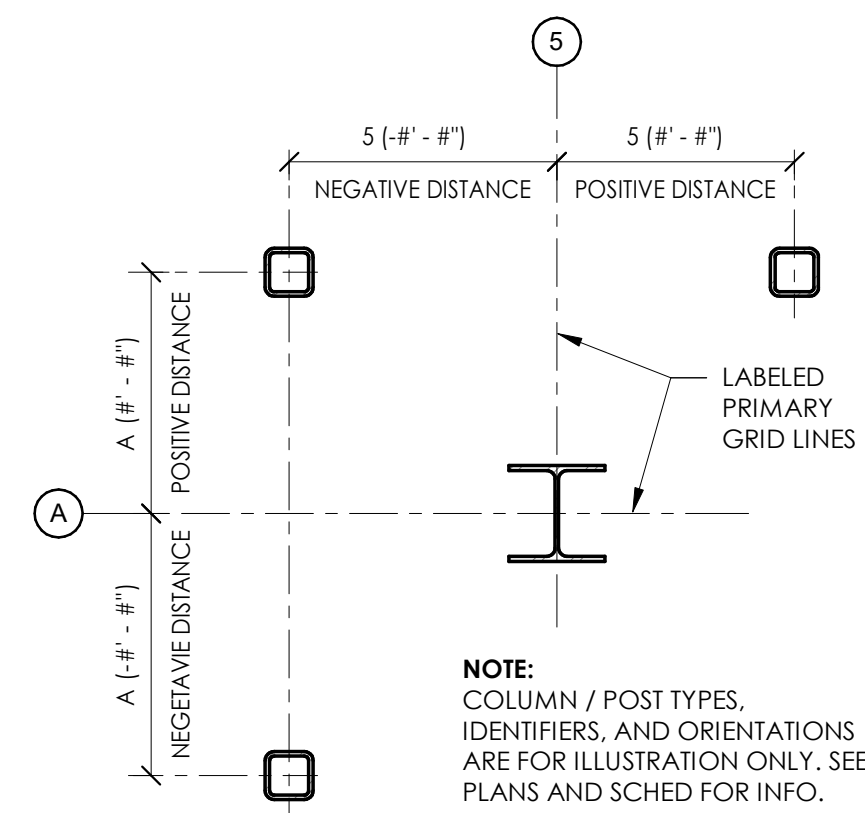 5
5 (-#' - #")
5 (#' - #")
NEGATIVE DISTANCE
POSITIVE DISTANCE
A (#' - #")
POSITIVE DISTANCE
LABELED
PRIMARY
GRID LINES
A
A (-#' - #")
NEGETAVIE DISTANCE
NOTE:
COLUMN / POST TYPES,
IDENTIFIERS, AND ORIENTATIONS
ARE FOR ILLUSTRATION ONLY. SEE
PLANS AND SCHED FOR INFO.